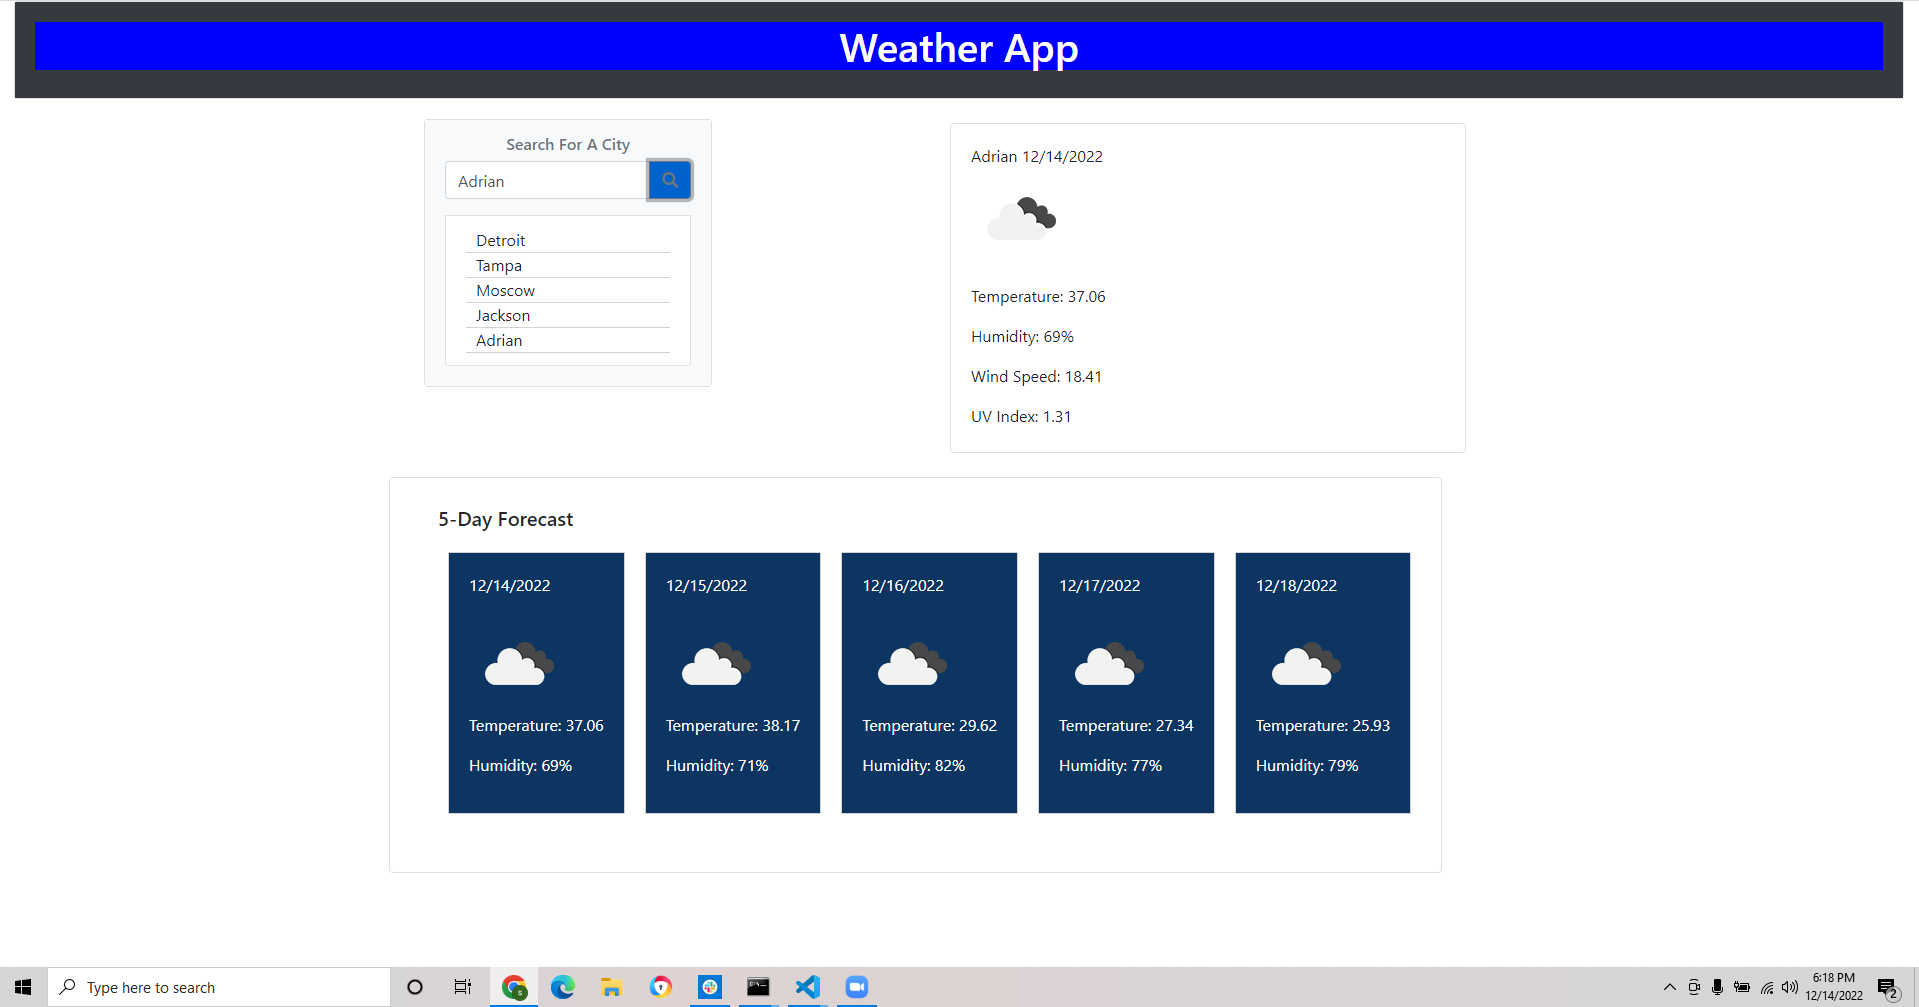 Weather App
Search For A City
Adrian
Detroit
Tampa
Moscow
Jackson
Adrian
Adrian 12/14/2022
Temperature: 37.06
Humidity: 69%
Wind Speed: 18.41
UV Index: 1.31
5-Day Forecast
12/14/2022
Temperature: 37.06
Humidity: 69%
12/15/2022
Temperature: 38.17
Humidity: 71%
12/16/2022
Temperature: 29.62
Humidity: 82%
12/17/2022
Temperature: 27.34
Humidity: 77%
12/18/2022
Temperature: 25.93
Humidity: 79%
Type here to search
6:18 PM
12/14/2022
2